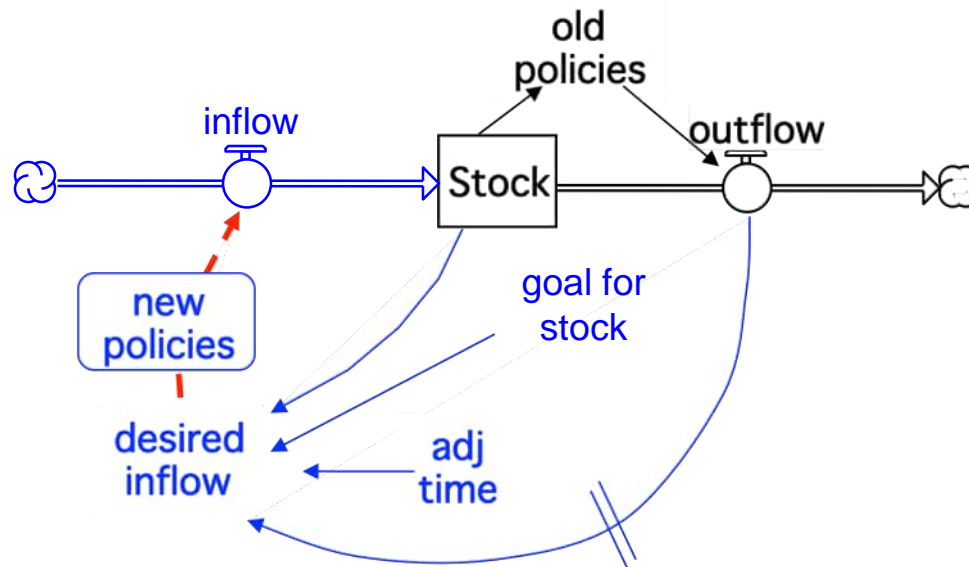 old
policies
inflow
outflow
Stock
goal for
stock
new
policies
desired
inflow
adj
time